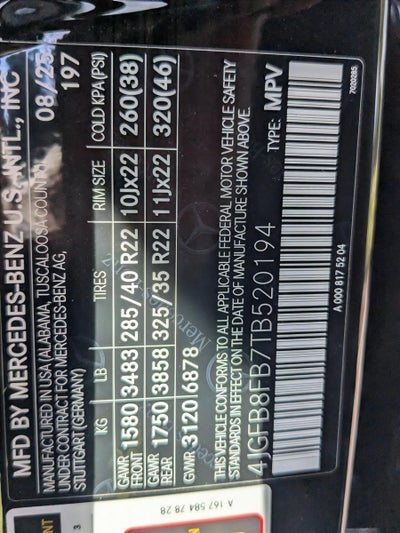 MFD BY MERCEDES-BENZ U.S. INTL., INC
MANUFACTURED IN USA (ALABAMA, TUSCALOOSA COUNTY)
UNDER CONTRACT FOR MERCEDES-BENZ AG,
STUTTGART (GERMANY)
08/25
197
KG LB TIRES RIM SIZE COLD KPA(PSI)
GAWR FRONT 1580 3483 285/40 R22 10Jx22 260(38)
GAWR REAR 1750 3858 325/35 R22 11Jx22 320(46)
GVWR 3120 6878
THIS VEHICLE CONFORMS TO ALL APPLICABLE FEDERAL MOTOR VEHICLE SAFETY
STANDARDS IN EFFECT ON THE DATE OF MANUFACTURE SHOWN ABOVE.
4JGFB8FB7TB520194 TYPE: MPV
A 000 817 52 04
7020285
A 167 584 78 28